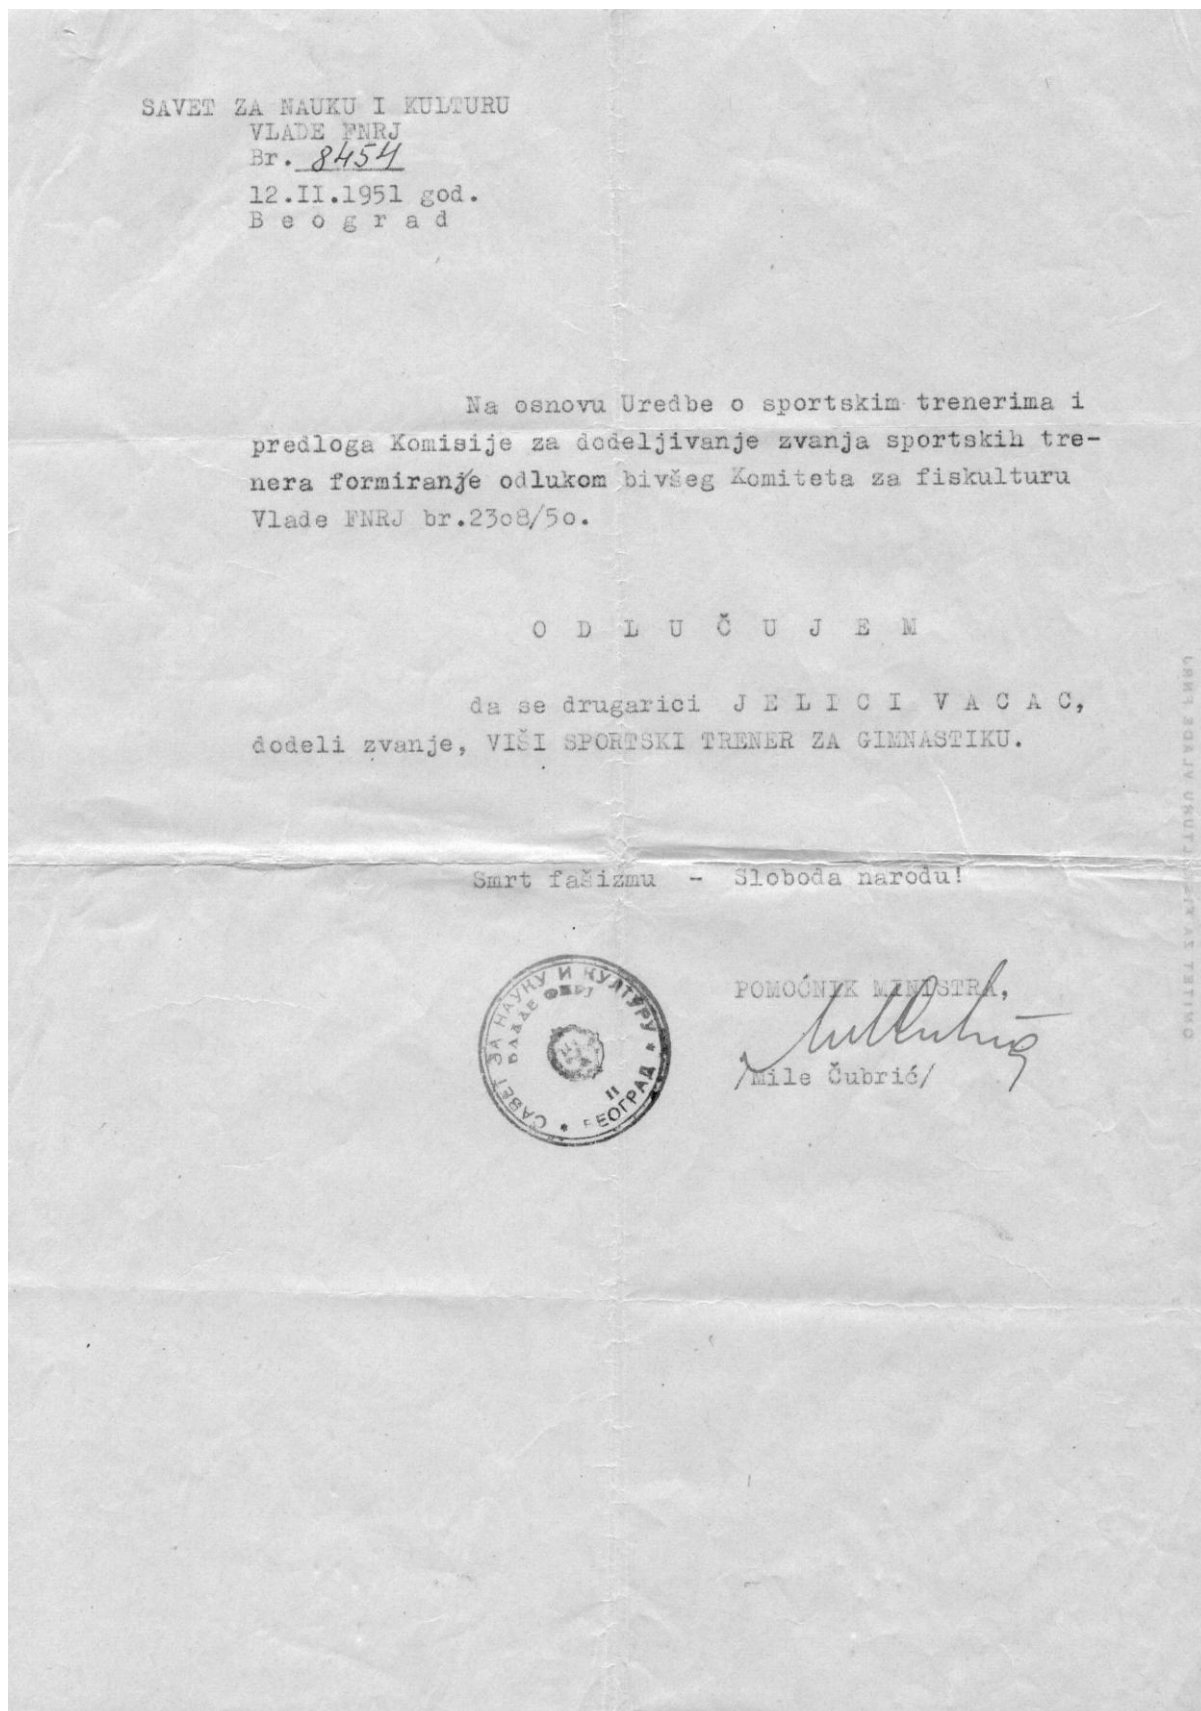 SAVET ZA NAUKU I KULTURU
VLADE FNRJ
Br. 8454
12.II.1951 god.
B e o g r a d
Na osnovu Uredbe o sportskim trenerima i
predloga Komisije za dodeljivanje zvanja sportskih tre-
nera formiranje odlukom bivšeg Komiteta za fiskulturu
Vlade FNRJ br.23o8/5o.
O D L U Č U J E M
da se drugarici J E L I C I V A C A C,
dodeli zvanje, VIŠI SPORTSKI TRENER ZA GIMNASTIKU.
Smrt fašizmu - Sloboda narodu!
САВЕТ ЗА НАУКУ И КУЛТУРУ * БЕОГРАД *
ВЛАДЕ ФНРЈ
II
POMOĆNIK MINISTRA,
/Mile Čubrić/
VLADE FNRJ